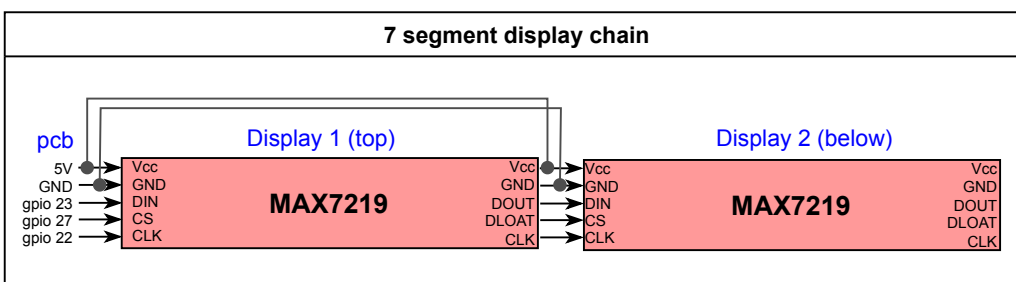 7 segment display chain
pcb
Display 1 (top)
Display 2 (below)
5V
GND
gpio 23
gpio 27
gpio 22
Vcc
GND
DIN
CS
CLK
MAX7219
Vcc
GND
DOUT
DLOAT
CLK
Vcc
GND
DIN
CS
CLK
MAX7219
Vcc
GND
DOUT
DLOAT
CLK